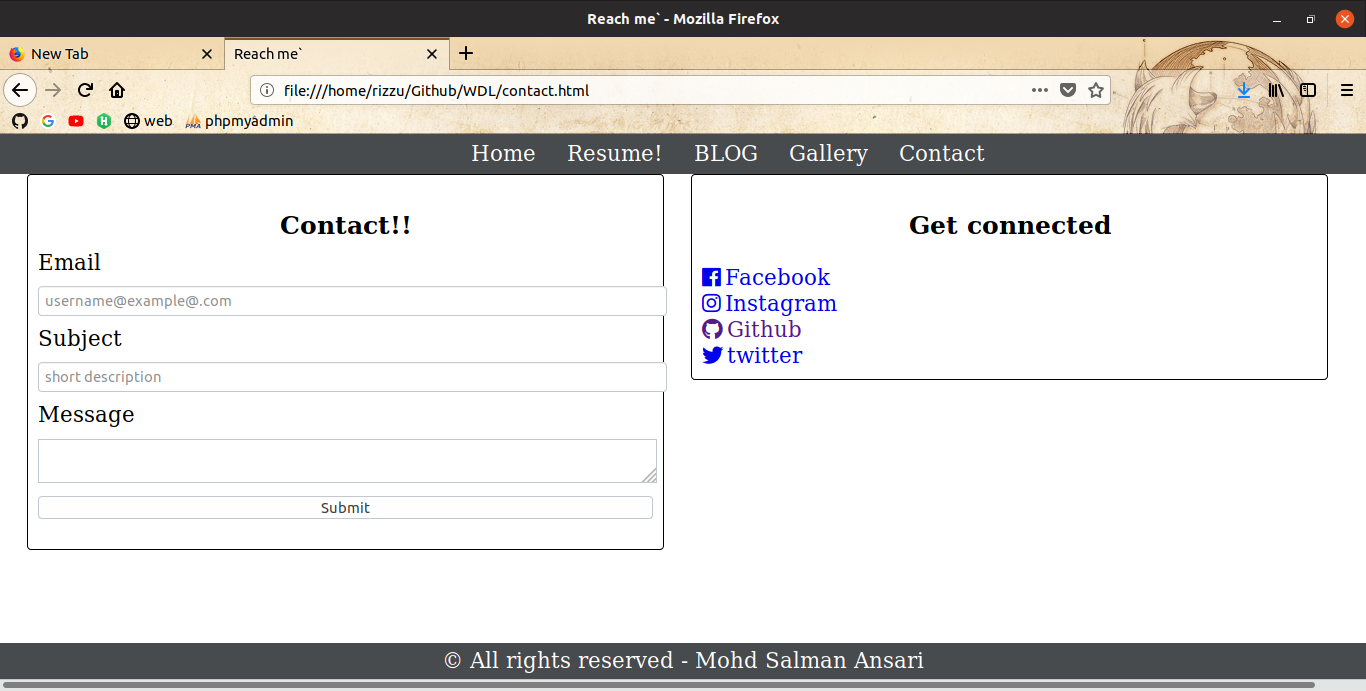 Reach me` - Mozilla Firefox
New Tab
Reach me`
file:///home/rizzu/Github/WDL/contact.html
web phpmyadmin
Home Resume! BLOG Gallery Contact
Contact!!
Email
username@example@.com
Subject
short description
Message
Submit
Get connected
Facebook
Instagram
Github
twitter
© All rights reserved - Mohd Salman Ansari